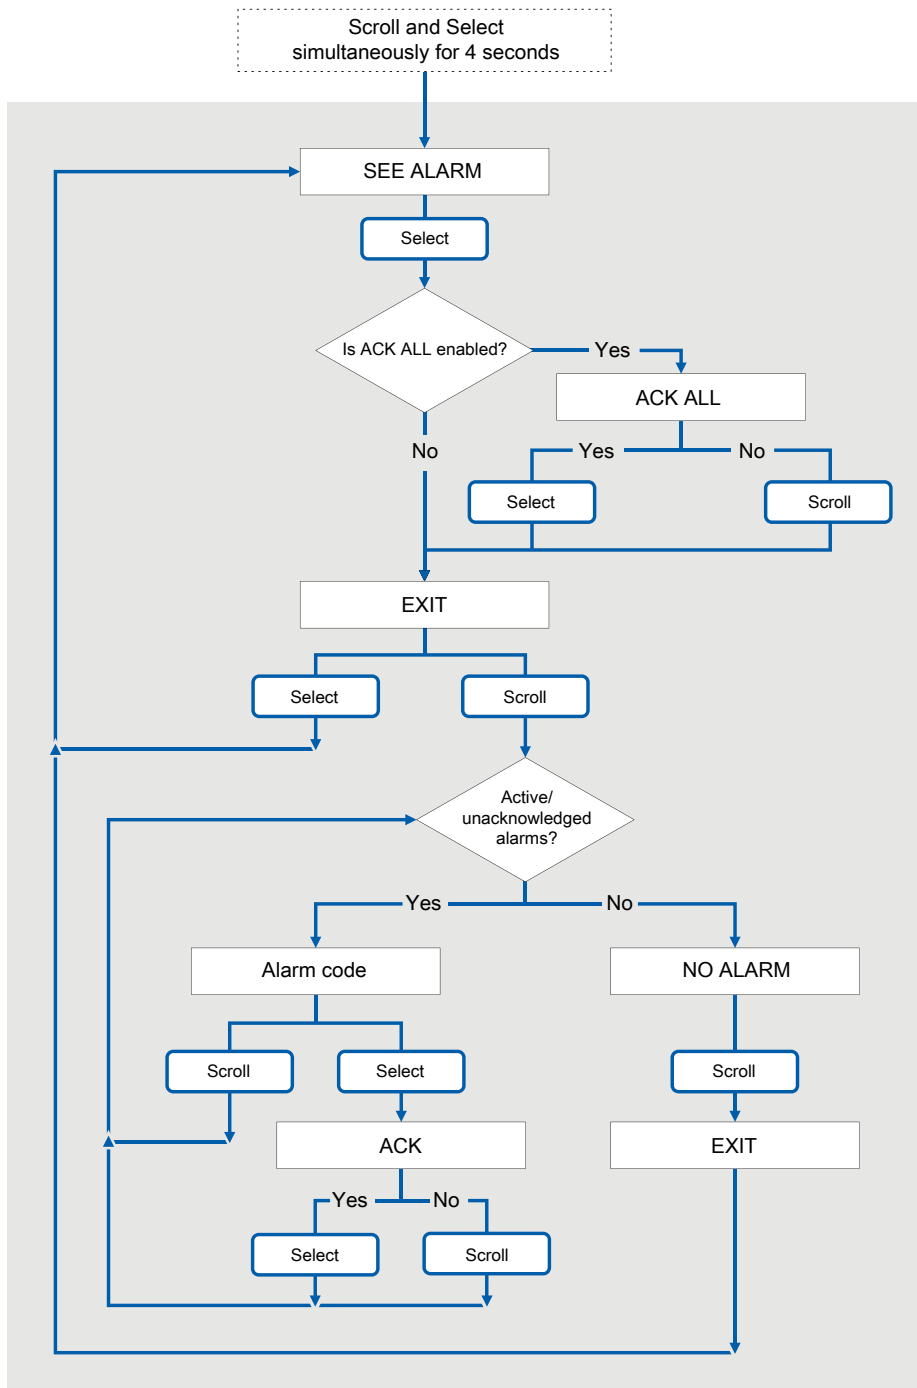 Scroll and Select
simultaneously for 4 seconds
SEE ALARM
Select
Is ACK ALL enabled?
Yes
ACK ALL
No
Yes
No
Select
Scroll
EXIT
Select
Scroll
Active/
unacknowledged
alarms?
Yes
No
Alarm code
NO ALARM
Scroll
Select
Scroll
ACK
EXIT
Yes
No
Select
Scroll